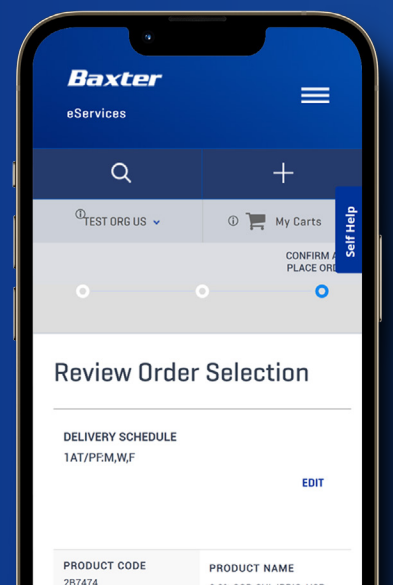 Baxter
eServices
TEST ORG US
My Carts
Self Help
CONFIRM
PLACE
Review Order Selection
DELIVERY SCHEDULE
1AT/PF:M,W,F
EDIT
PRODUCT CODE
PRODUCT NAME
2B7474